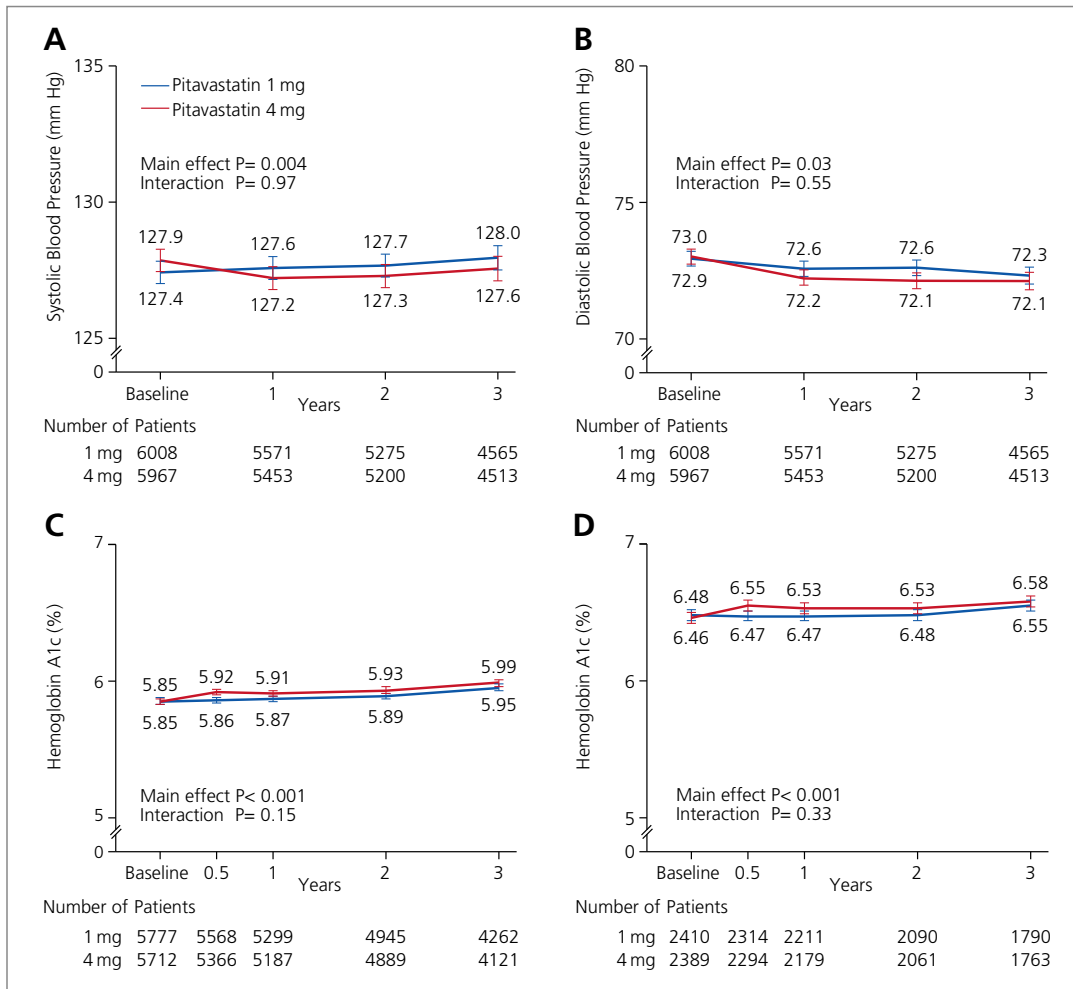 A
Systolic Blood Pressure (mm Hg)
135
130
125
0
Pitavastatin 1 mg
Pitavastatin 4 mg
Main effect P= 0.004
Interaction P= 0.97
127.9 127.6 127.7 128.0
127.4 127.2 127.3 127.6
Baseline 1 2 3
Years
Number of Patients
1 mg 6008 5571 5275 4565
4 mg 5967 5453 5200 4513
B
Diastolic Blood Pressure (mm Hg)
80
75
70
0
Main effect P= 0.03
Interaction P= 0.55
73.0 72.6 72.6 72.3
72.9 72.2 72.1 72.1
Baseline 1 2 3
Years
Number of Patients
1 mg 6008 5571 5275 4565
4 mg 5967 5453 5200 4513
C
Hemoglobin A1c (%)
7
6
5
0
5.85 5.92 5.91 5.93 5.99
5.85 5.86 5.87 5.89 5.95
Main effect P< 0.001
Interaction P= 0.15
Baseline 0.5 1 2 3
Years
Number of Patients
1 mg 5777 5568 5299 4945 4262
4 mg 5712 5366 5187 4889 4121
D
Hemoglobin A1c (%)
7
6
5
0
6.48 6.55 6.53 6.53 6.58
6.46 6.47 6.47 6.48 6.55
Main effect P< 0.001
Interaction P= 0.33
Baseline 0.5 1 2 3
Years
Number of Patients
1 mg 2410 2314 2211 2090 1790
4 mg 2389 2294 2179 2061 1763